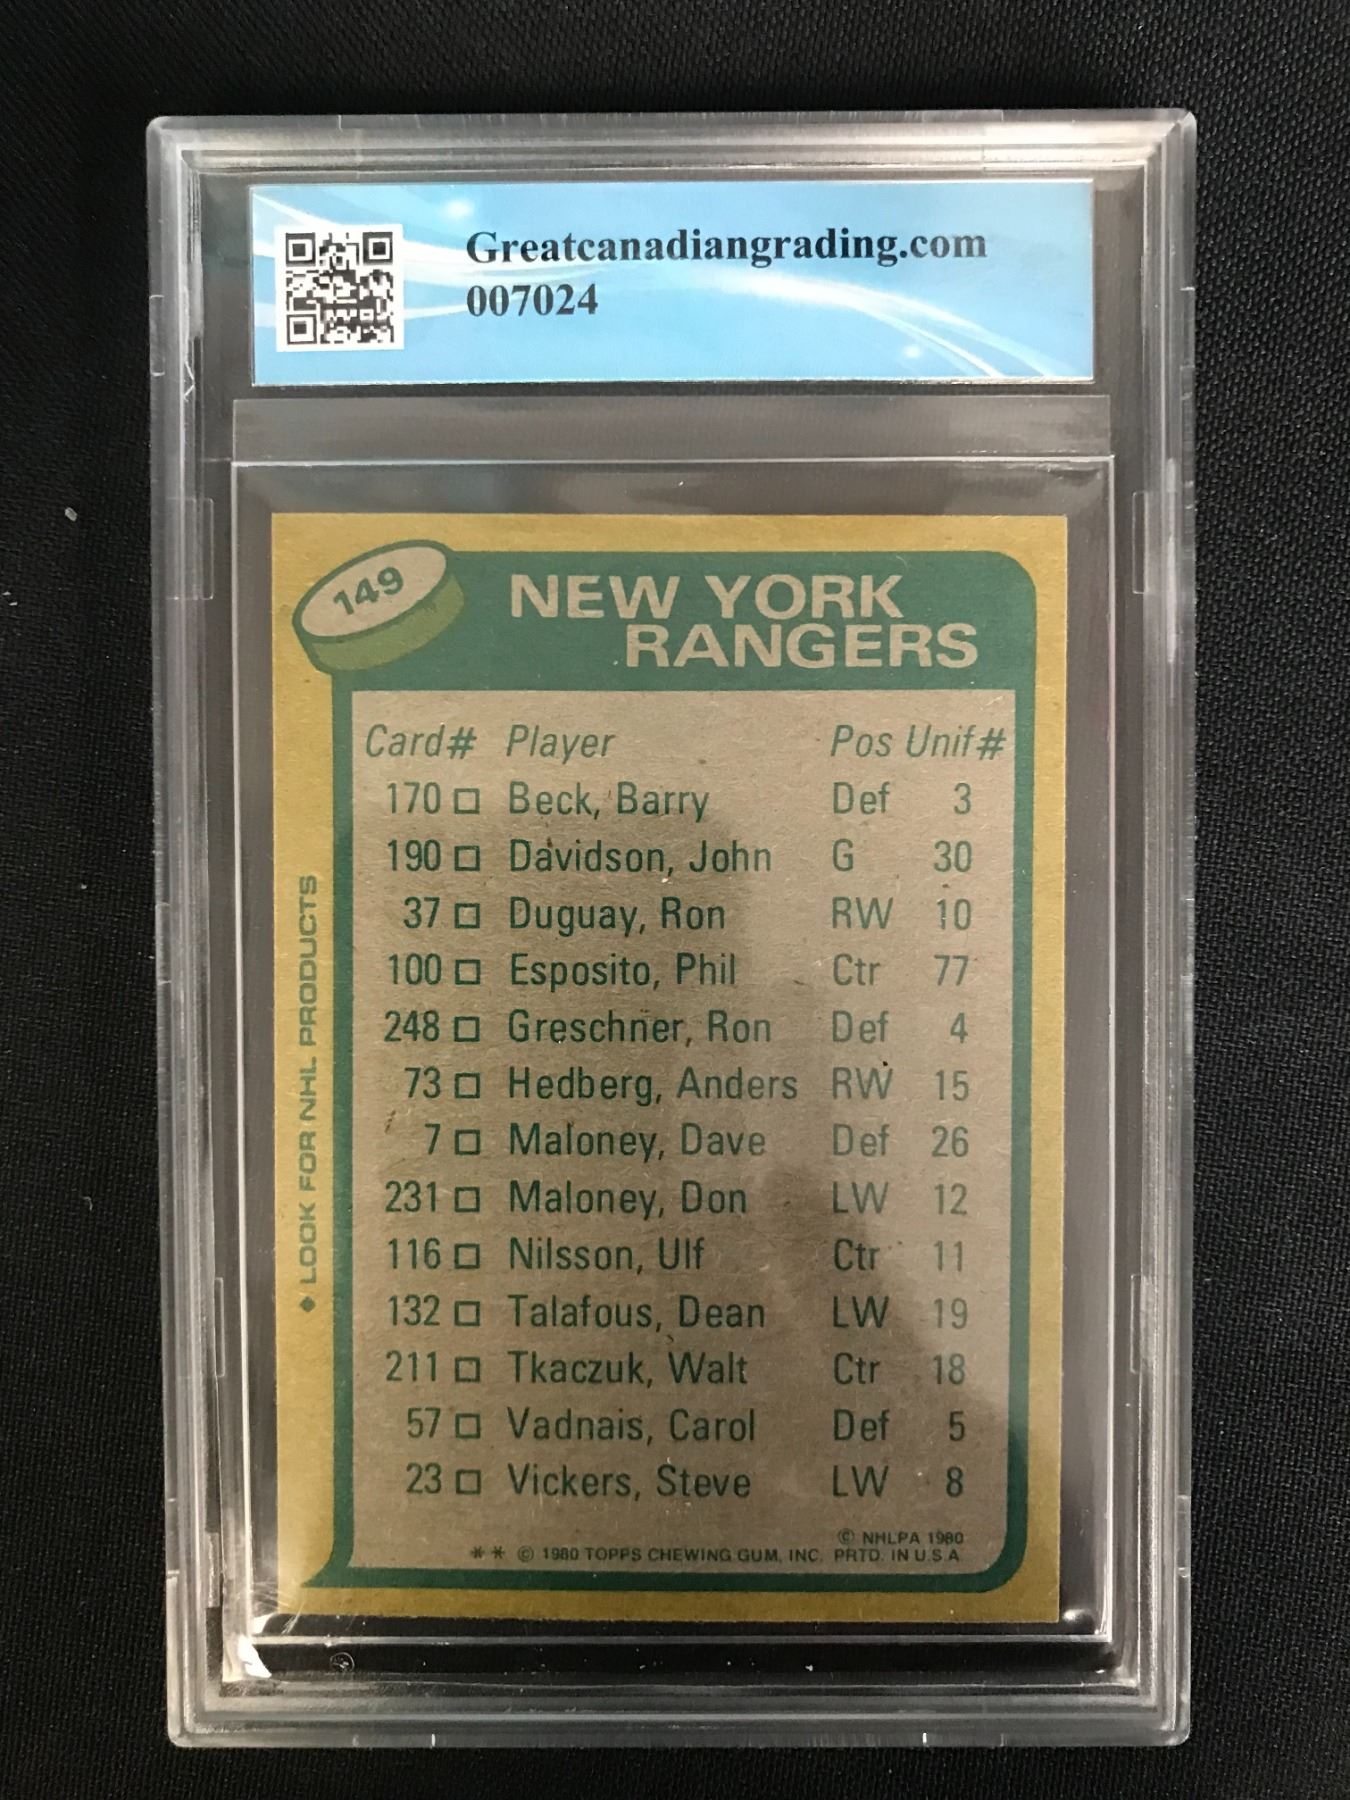 Greatcanadiangrading.com
007024
149
NEW YORK
RANGERS
Card# Player Pos Unif#
170 Beck, Barry Def 3
190 Davidson, John G 30
37 Duguay, Ron RW 10
100 Esposito, Phil Ctr 77
248 Greschner, Ron Def 4
73 Hedberg, Anders RW 15
7 Maloney, Dave Def 26
231 Maloney, Don LW 12
116 Nilsson, Ulf Ctr 11
132 Talafous, Dean LW 19
211 Tkaczuk, Walt Ctr 18
57 Vadnais, Carol Def 5
23 Vickers, Steve LW 8
© NHLPA 1980
** © 1980 TOPPS CHEWING GUM, INC. PRTD. IN U.S.A.
◆ LOOK FOR NHL PRODUCTS